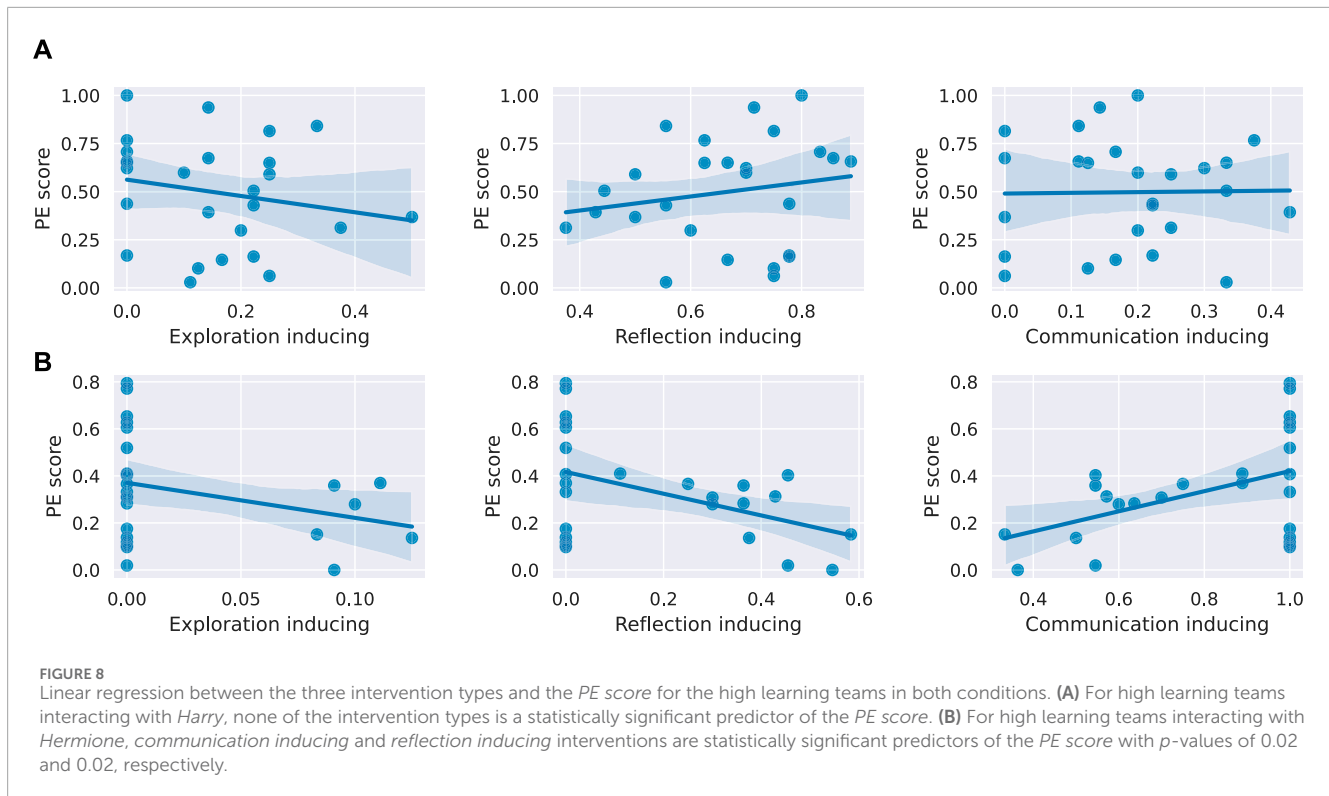 A
1.00
0.75
0.50
0.25
0.00
PE score
0.0 0.2 0.4
Exploration inducing
1.00
0.75
0.50
0.25
0.00
PE score
0.4 0.6 0.8
Reflection inducing
1.00
0.75
0.50
0.25
0.00
PE score
0.0 0.1 0.2 0.3 0.4
Communication inducing
B
0.8
0.6
0.4
0.2
0.0
PE score
0.00 0.05 0.10
Exploration inducing
0.8
0.6
0.4
0.2
0.0
PE score
0.0 0.2 0.4 0.6
Reflection inducing
0.8
0.6
0.4
0.2
0.0
PE score
0.4 0.6 0.8 1.0
Communication inducing
FIGURE 8
Linear regression between the three intervention types and the PE score for the high learning teams in both conditions. (A) For high learning teams
interacting with Harry, none of the intervention types is a statistically significant predictor of the PE score. (B) For high learning teams interacting with
Hermione, communication inducing and reflection inducing interventions are statistically significant predictors of the PE score with p-values of 0.02
and 0.02, respectively.